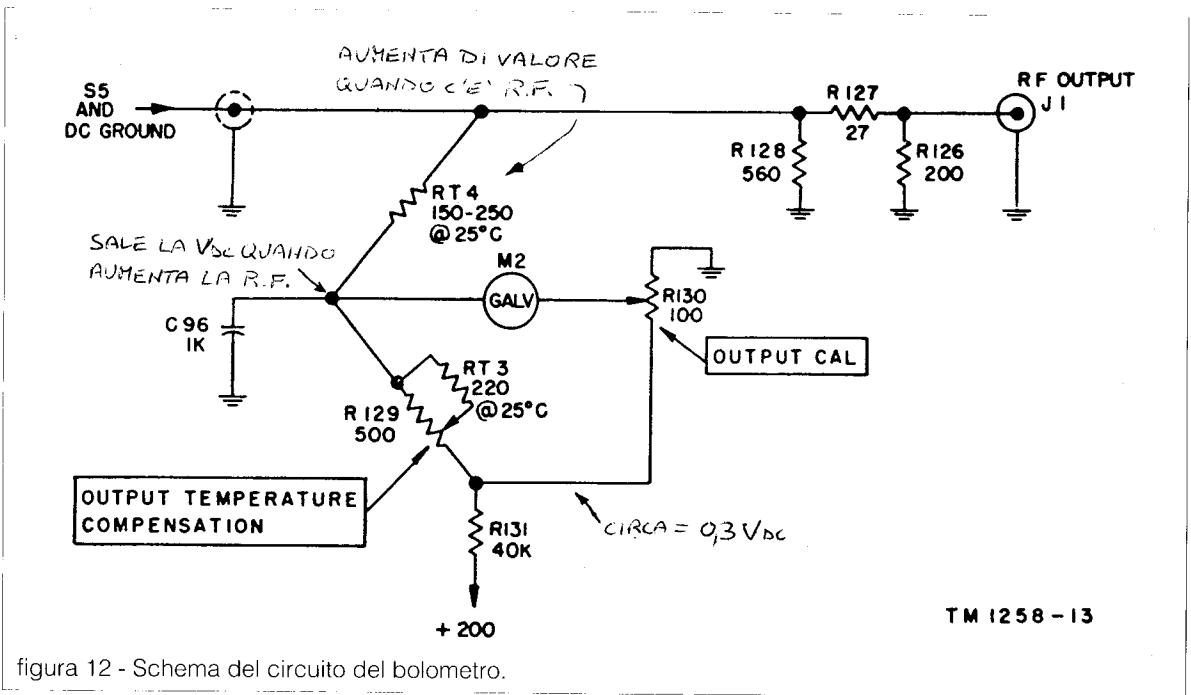 AUMENTA DI VALORE
QUANDO C'E' R.F.
S5
AND
DC GROUND
RF OUTPUT
J1
R127
27
R128
560
R126
200
RT4
150-250
@25°C
SALE LA VDC QUANDO
AUMENTA LA R.F.
M2
GALV
R130
100
C96
1K
OUTPUT CAL
RT3
220
@25°C
R129
500
OUTPUT TEMPERATURE
COMPENSATION
R131
40K
CIRCA = 0,3 VDC
+200
TM 1258-13
figura 12 - Schema del circuito del bolometro.